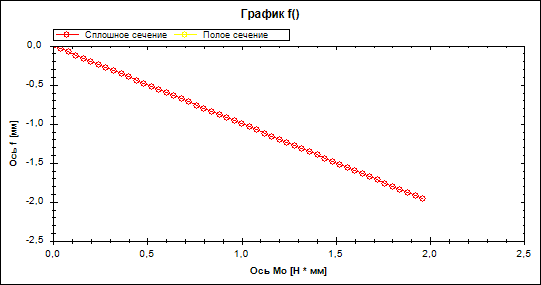 График f()
Сплошное сечение Полое сечение
0,0
-0,5
-1,0
-1,5
-2,0
-2,5
Ось f [мм]
0,0 0,5 1,0 1,5 2,0 2,5
Ось Mo [Н * мм]